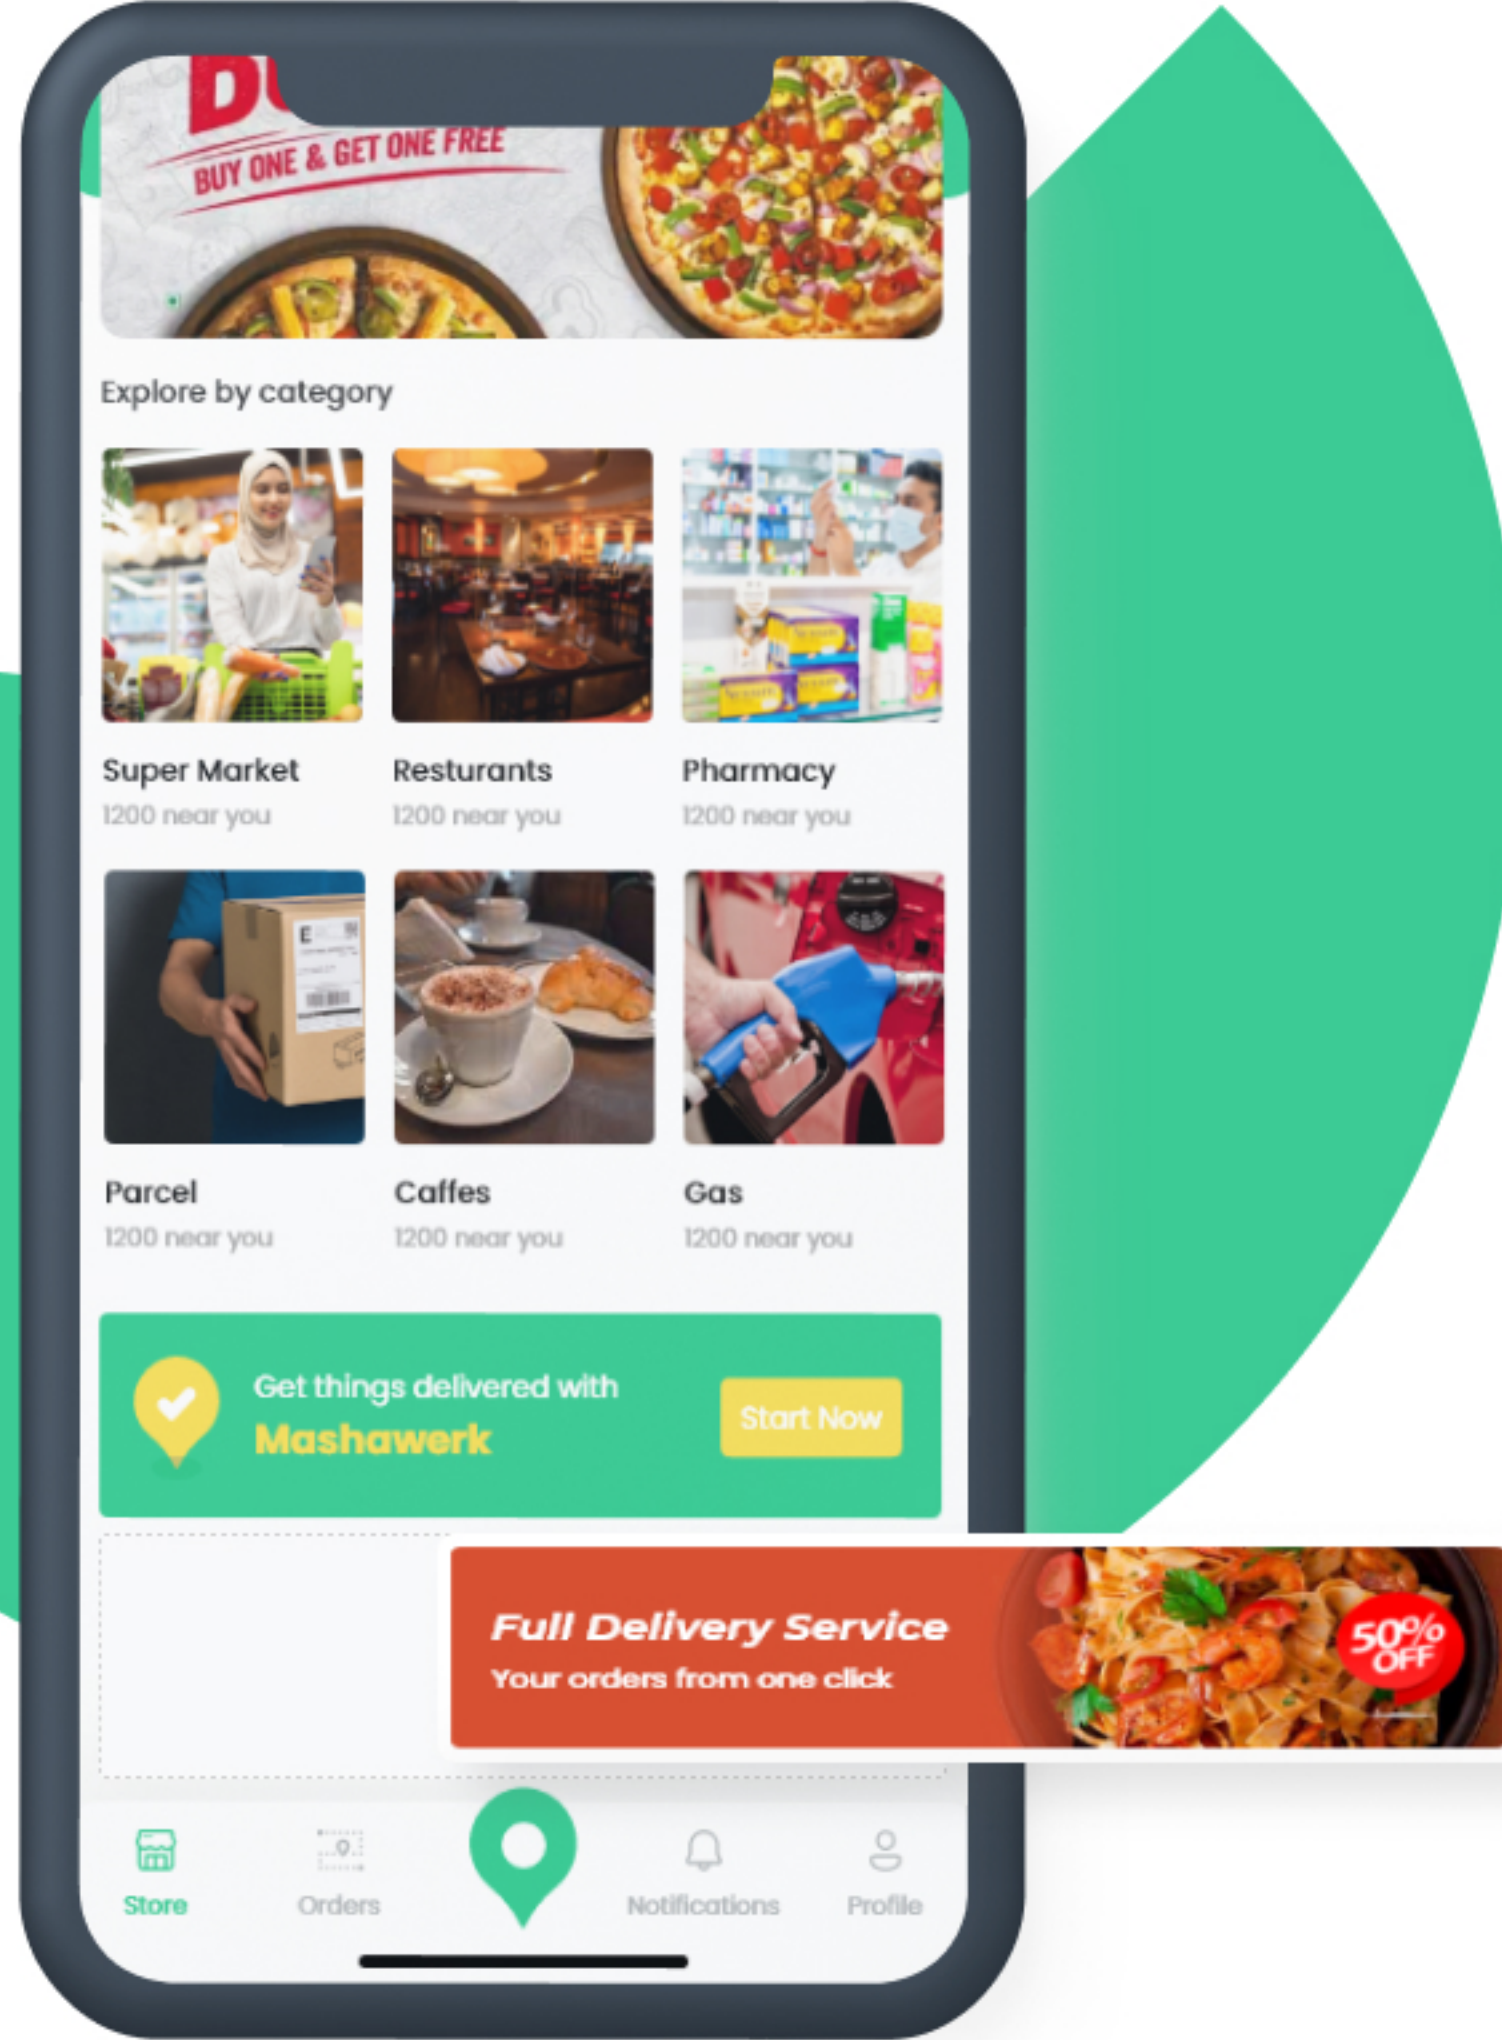 BUY ONE & GET ONE FREE
Explore by category
Super Market
Resturants
Pharmacy
1200 near you
1200 near you
1200 near you
Parcel
Caffes
Gas
1200 near you
1200 near you
1200 near you
Get things delivered with
Mashawerk
Start Now
Full Delivery Service
Your orders from one click
50%
OFF
Store
Orders
Notifications
Profile